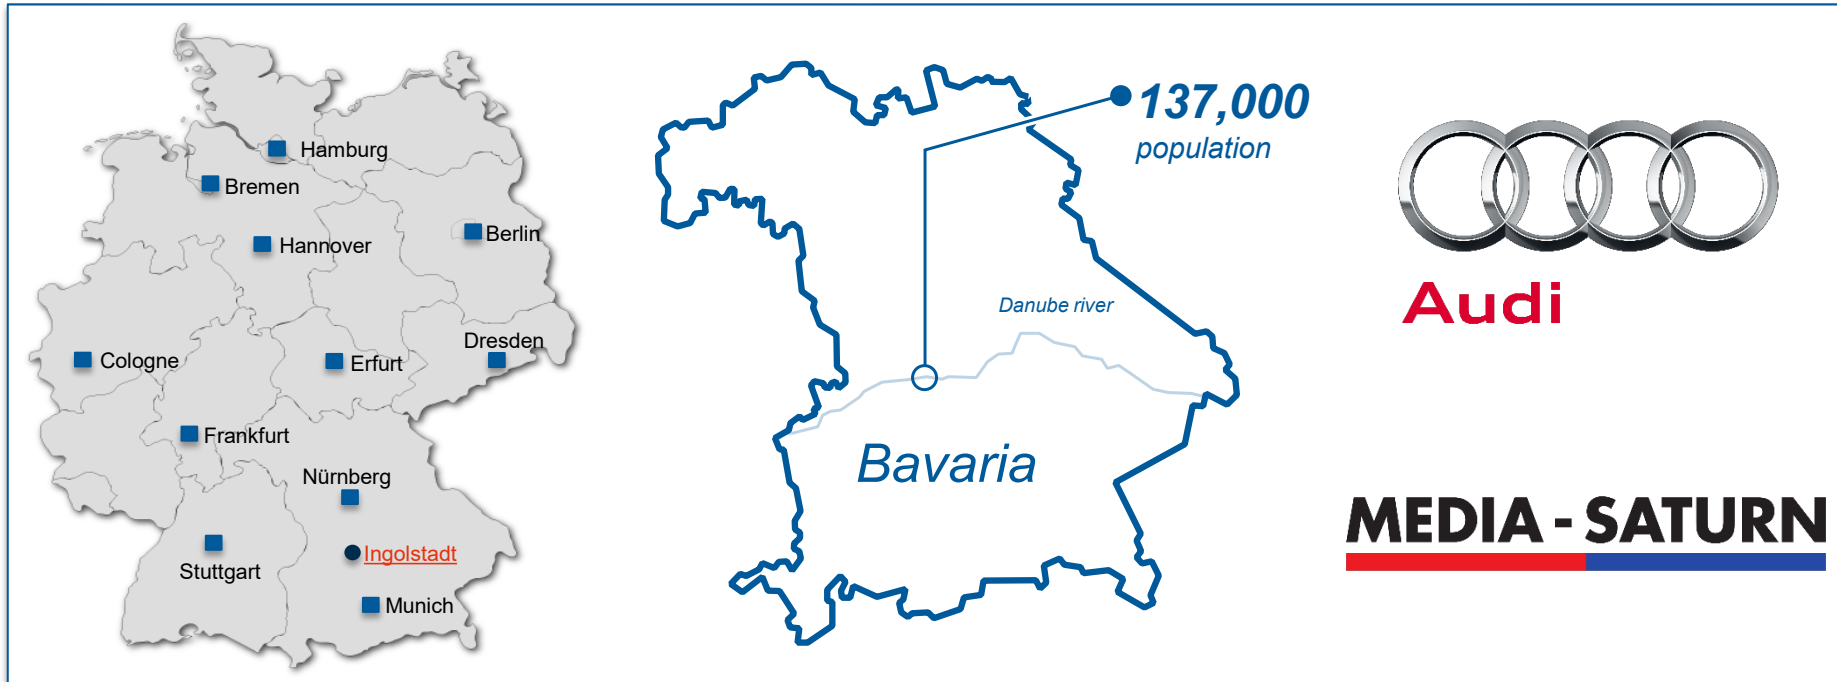 Hamburg
Bremen
Berlin
Hannover
Dresden
Cologne
Erfurt
Frankfurt
Nürnberg
Ingolstadt
Stuttgart
Munich
137,000
population
Danube river
Bavaria
Audi
MEDIA - SATURN